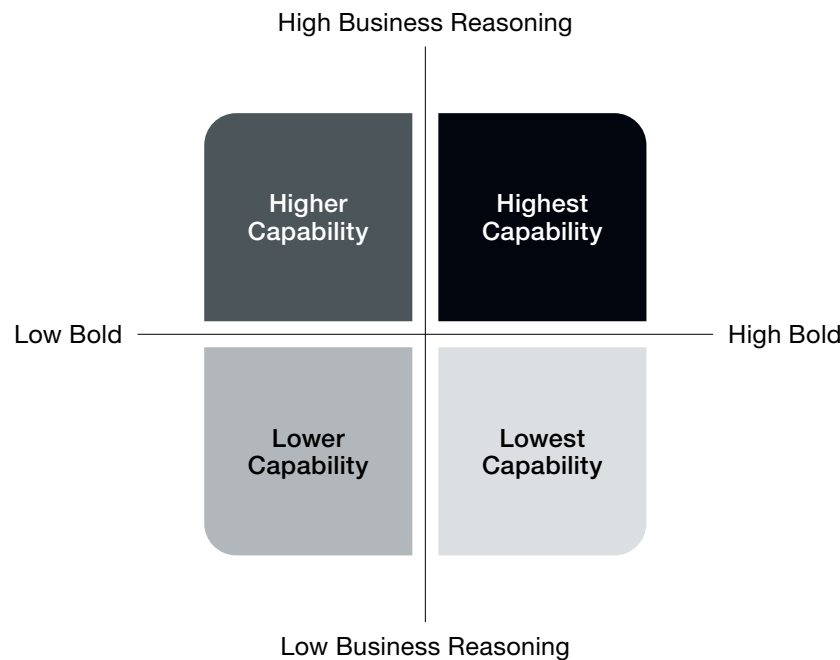 High Business Reasoning
Higher
Capability
Highest
Capability
Low Bold
High Bold
Lower
Capability
Lowest
Capability
Low Business Reasoning